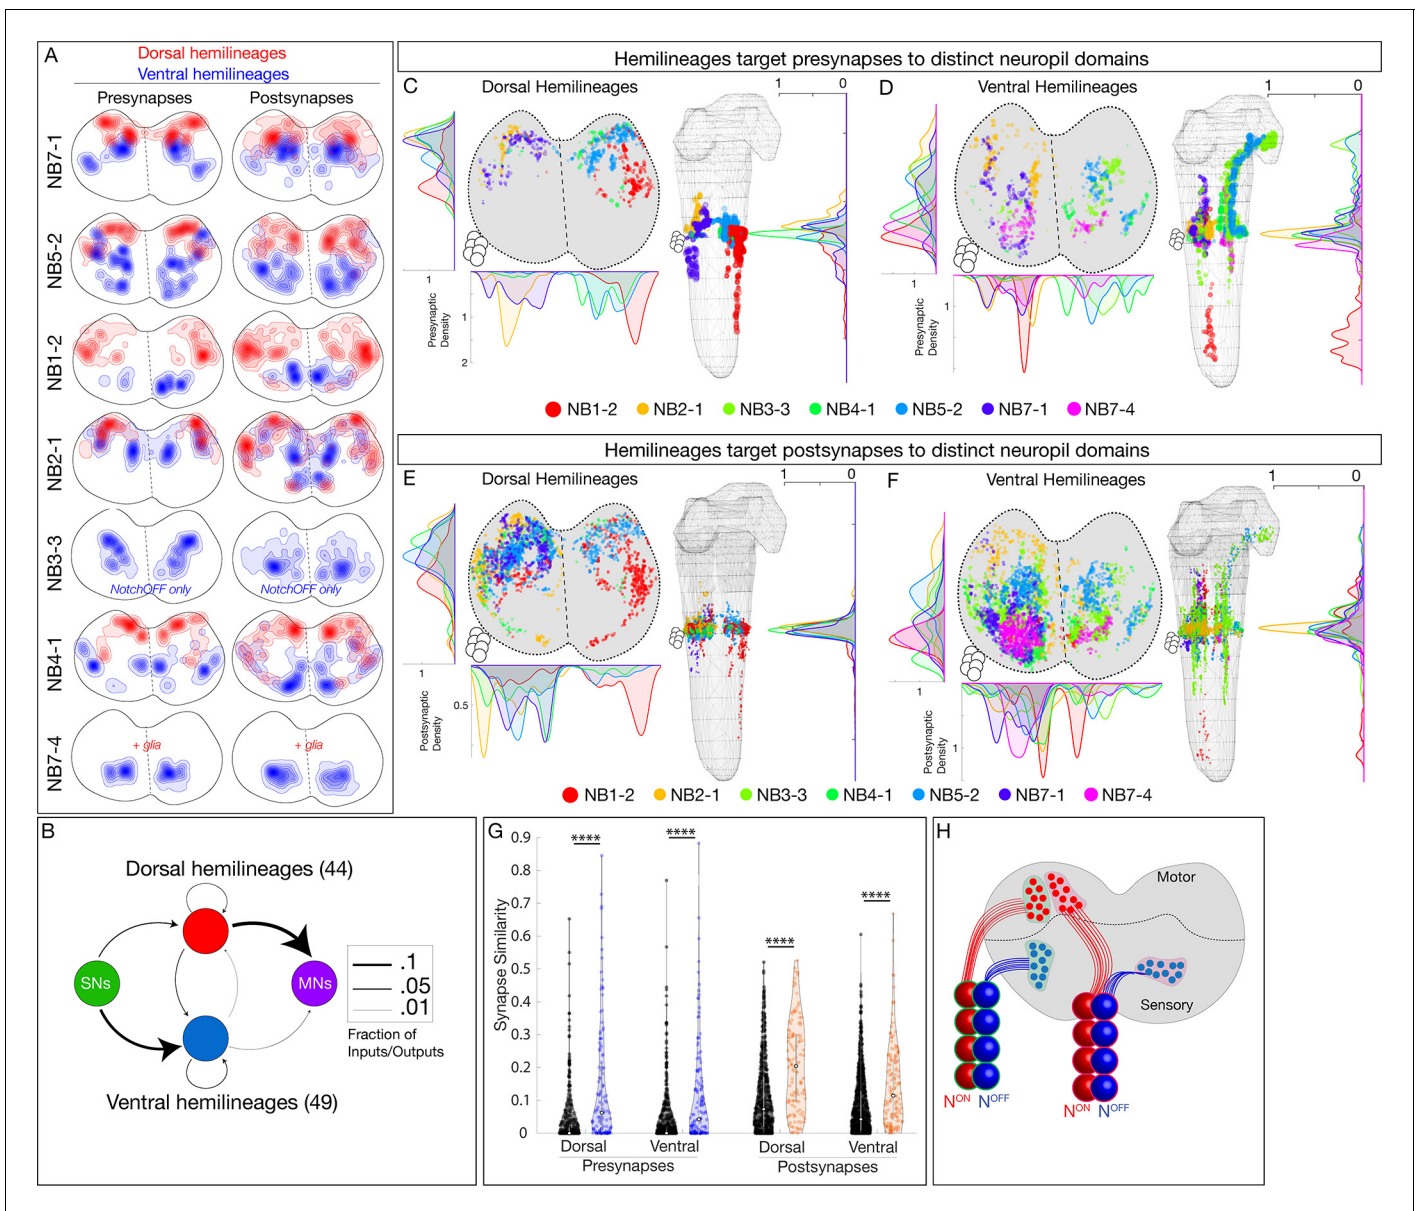 A
Dorsal hemilineages
Ventral hemilineages
Presynapses
Postsynapses
NB7-1
NB5-2
NB1-2
NB2-1
NB3-3
NotchOFF only
NotchOFF only
NB4-1
NB7-4
+ glia
+ glia
Hemilineages target presynapses to distinct neuropil domains
C
Dorsal Hemilineages
1
0
1
Presynaptic
Density
1
2
D
Ventral Hemilineages
1
0
1
Presynaptic
Density
1
NB1-2
NB2-1
NB3-3
NB4-1
NB5-2
NB7-1
NB7-4
Hemilineages target postsynapses to distinct neuropil domains
E
Dorsal Hemilineages
1
0
1
Postsynaptic
Density
0.5
F
Ventral Hemilineages
1
0
1
Postsynaptic
Density
1
NB1-2
NB2-1
NB3-3
NB4-1
NB5-2
NB7-1
NB7-4
B
Dorsal hemilineages (44)
SNs
MNs
Ventral hemilineages (49)
.1
.05
.01
Fraction of
Inputs/Outputs
G
Synapse Similarity
0.9
0.8
0.7
0.6
0.5
0.4
0.3
0.2
0.1
0
****
****
****
****
Dorsal
Ventral
Dorsal
Ventral
Presynapses
Postsynapses
H
Motor
Sensory
NON
NOFF
NON
NOFF